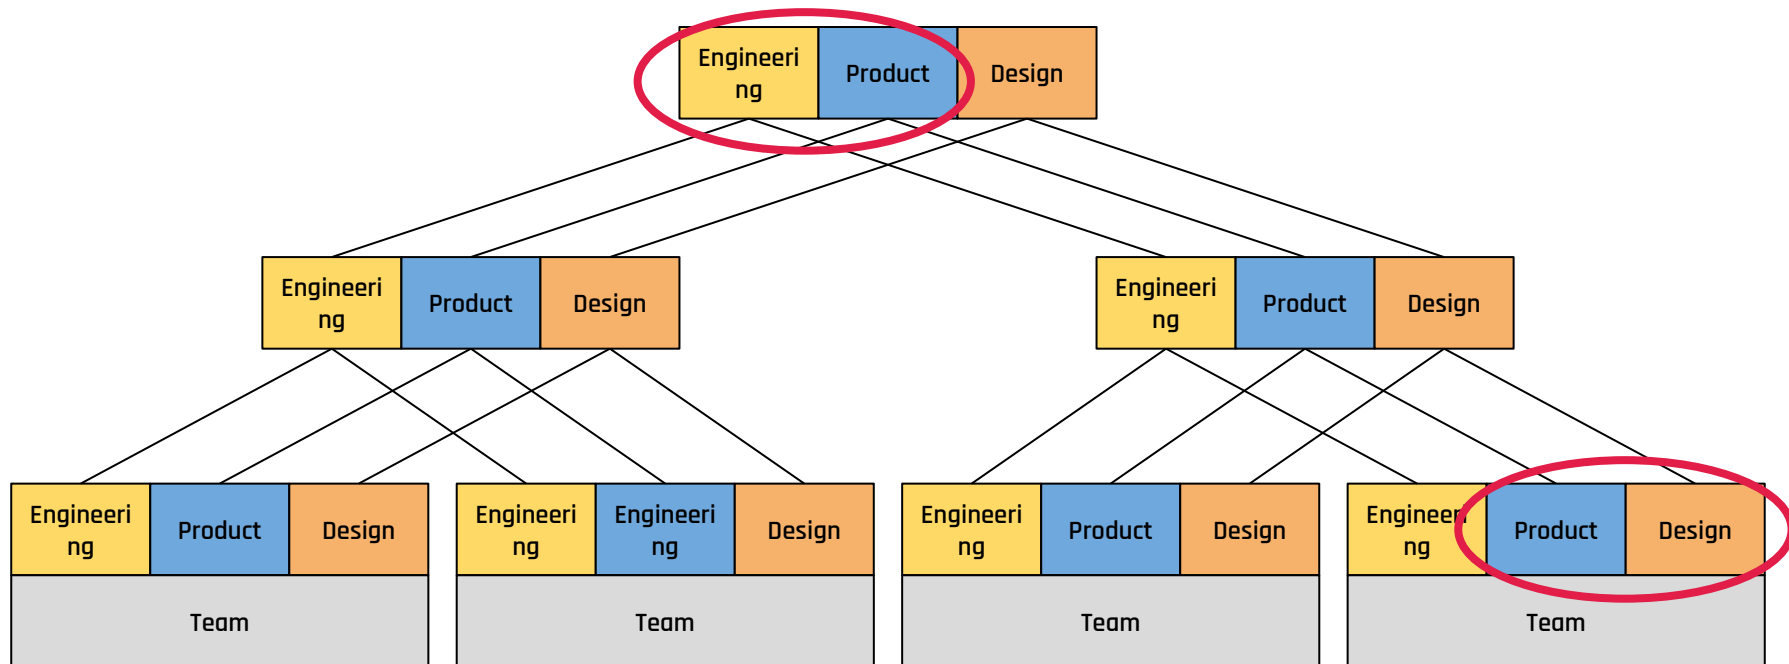 Engineeri
ng
Product
Design
Engineeri
ng
Product
Design
Engineeri
ng
Product
Design
Engineeri
ng
Product
Design
Engineeri
ng
Engineeri
ng
Design
Engineeri
ng
Product
Design
Engineeri
ng
Product
Design
Team
Team
Team
Team